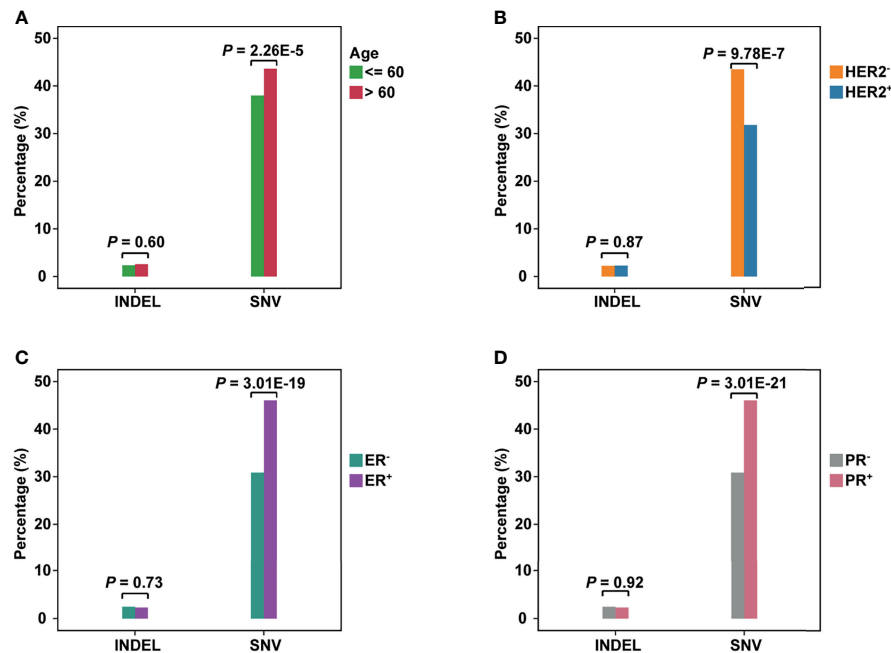 A
Percentage (%)
50
40
30
20
10
0
P = 2.26E-5
P = 0.60
INDEL
SNV
Age
<= 60
> 60
B
Percentage (%)
50
40
30
20
10
0
P = 9.78E-7
P = 0.87
INDEL
SNV
HER2⁻
HER2⁺
C
Percentage (%)
50
40
30
20
10
0
P = 3.01E-19
P = 0.73
INDEL
SNV
ER⁻
ER⁺
D
Percentage (%)
50
40
30
20
10
0
P = 3.01E-21
P = 0.92
INDEL
SNV
PR⁻
PR⁺